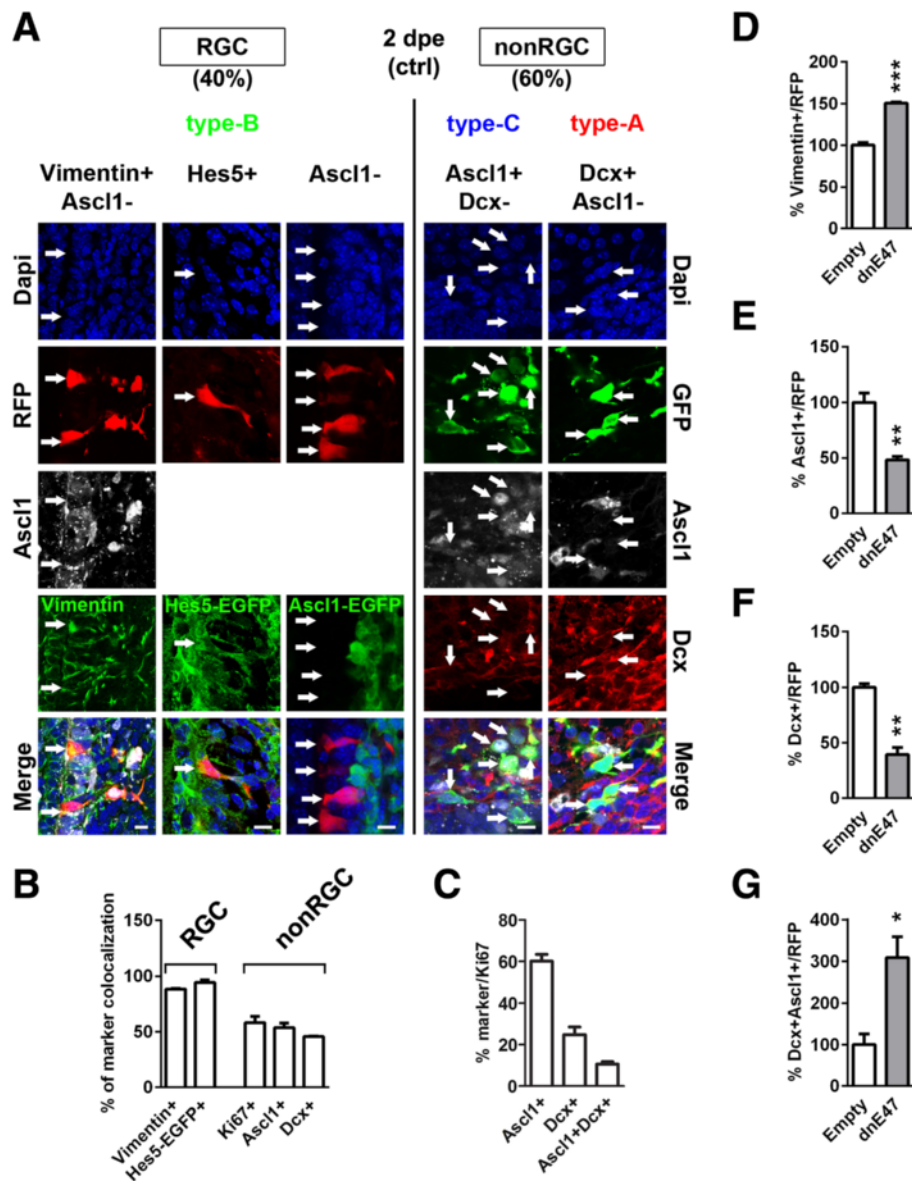 A
RGC
(40%)
2 dpe
(ctrl)
nonRGC
(60%)
type-B
type-C
type-A
Vimentin+
Ascl1-
Hes5+
Ascl1-
Ascl1+
Dcx-
Dcx+
Ascl1-
Dapi
Dapi
RFP
GFP
Ascl1
Ascl1
Vimentin
Hes5-EGFP
Ascl1-EGFP
Dcx
Merge
Merge
B
% of marker colocalization
150
100
50
0
RGC
nonRGC
Vimentin+
Hes5-EGFP+
Ki67+
Ascl1+
Dcx+
C
% marker/Ki67
80
60
40
20
0
Ascl1+
Dcx+
Ascl1+Dcx+
D
% Vimentin+/RFP
200
150
100
50
0
***
Empty
dnE47
E
% Ascl1+/RFP
150
100
50
0
**
Empty
dnE47
F
% Dcx+/RFP
150
100
50
0
**
Empty
dnE47
G
% Dcx+Ascl1+/RFP
400
300
200
100
0
*
Empty
dnE47